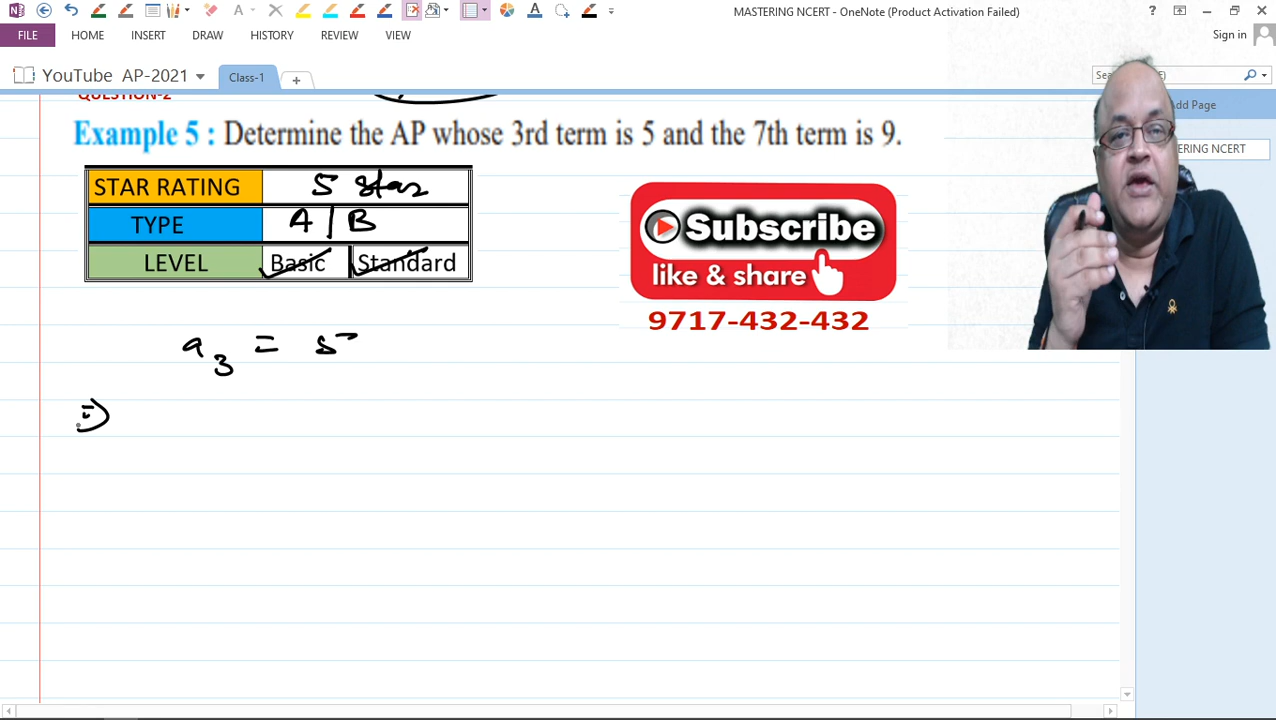 MASTERING NCERT - OneNote (Product Activation Failed)
FILE HOME INSERT DRAW HISTORY REVIEW VIEW
Sign in
YouTube AP-2021 Class-1
Add Page
QUESTION-2
ERING NCERT
Example 5 : Determine the AP whose 3rd term is 5 and the 7th term is 9.
STAR RATING 5 star
TYPE A | B
LEVEL Basic Standard
Subscribe
like & share
9717-432-432
a3 = 5
⇒